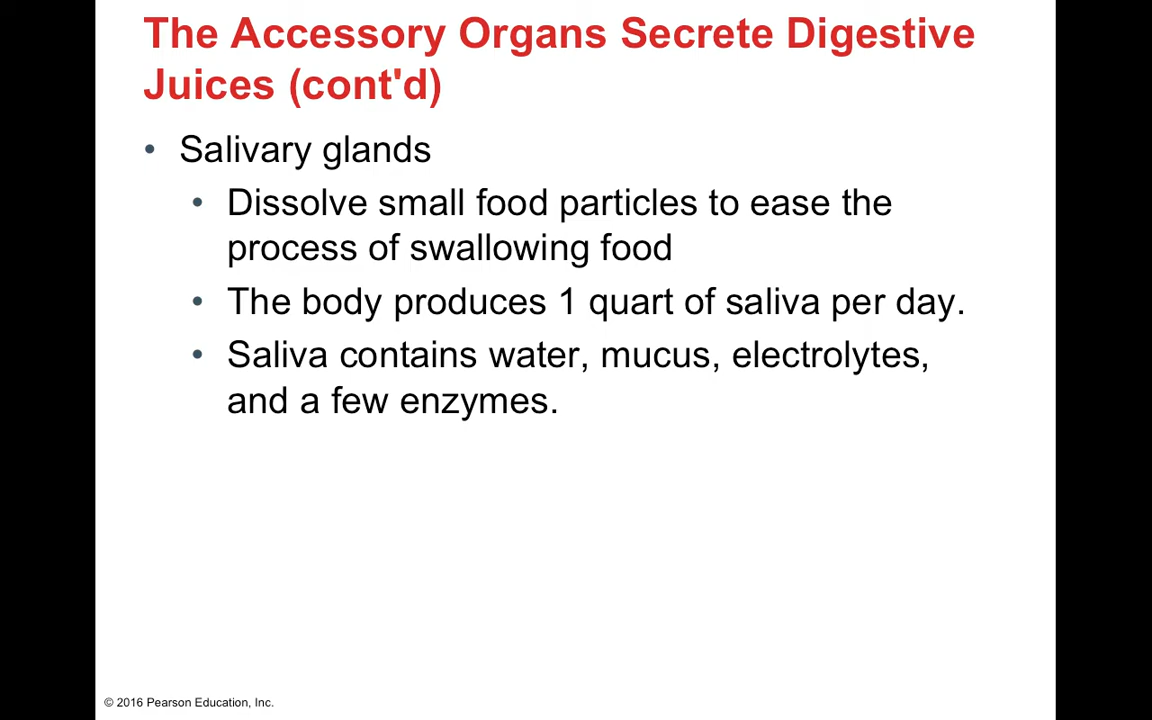 The Accessory Organs Secrete Digestive
Juices (cont'd)
• Salivary glands
• Dissolve small food particles to ease the
process of swallowing food
• The body produces 1 quart of saliva per day.
• Saliva contains water, mucus, electrolytes,
and a few enzymes.
© 2016 Pearson Education, Inc.